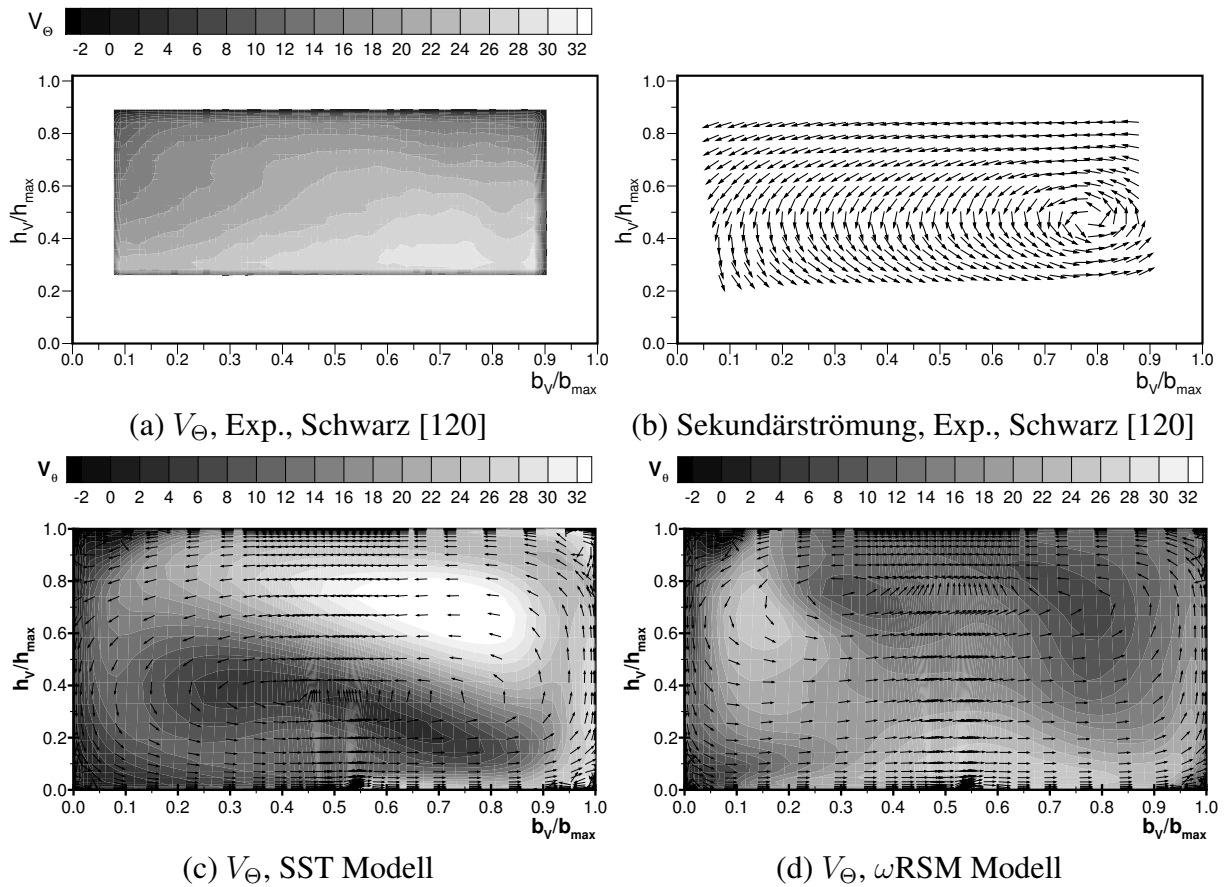 V_Θ
-2 0 2 4 6 8 10 12 14 16 18 20 22 24 26 28 30 32
1.0
0.8
0.6
0.4
0.2
0.0
h_V/h_max
0.0 0.1 0.2 0.3 0.4 0.5 0.6 0.7 0.8 0.9 1.0
b_V/b_max
(a) V_Θ, Exp., Schwarz [120]
1.0
0.8
0.6
0.4
0.2
0.0
h_V/h_max
0.0 0.1 0.2 0.3 0.4 0.5 0.6 0.7 0.8 0.9 1.0
b_V/b_max
(b) Sekundärströmung, Exp., Schwarz [120]
V_θ
-2 0 2 4 6 8 10 12 14 16 18 20 22 24 26 28 30 32
1.0
0.8
0.6
0.4
0.2
0.0
h_V/h_max
0.0 0.1 0.2 0.3 0.4 0.5 0.6 0.7 0.8 0.9 1.0
b_V/b_max
(c) V_Θ, SST Modell
V_θ
-2 0 2 4 6 8 10 12 14 16 18 20 22 24 26 28 30 32
1.0
0.8
0.6
0.4
0.2
0.0
h_V/h_max
0.0 0.1 0.2 0.3 0.4 0.5 0.6 0.7 0.8 0.9 1.0
b_V/b_max
(d) V_Θ, ωRSM Modell